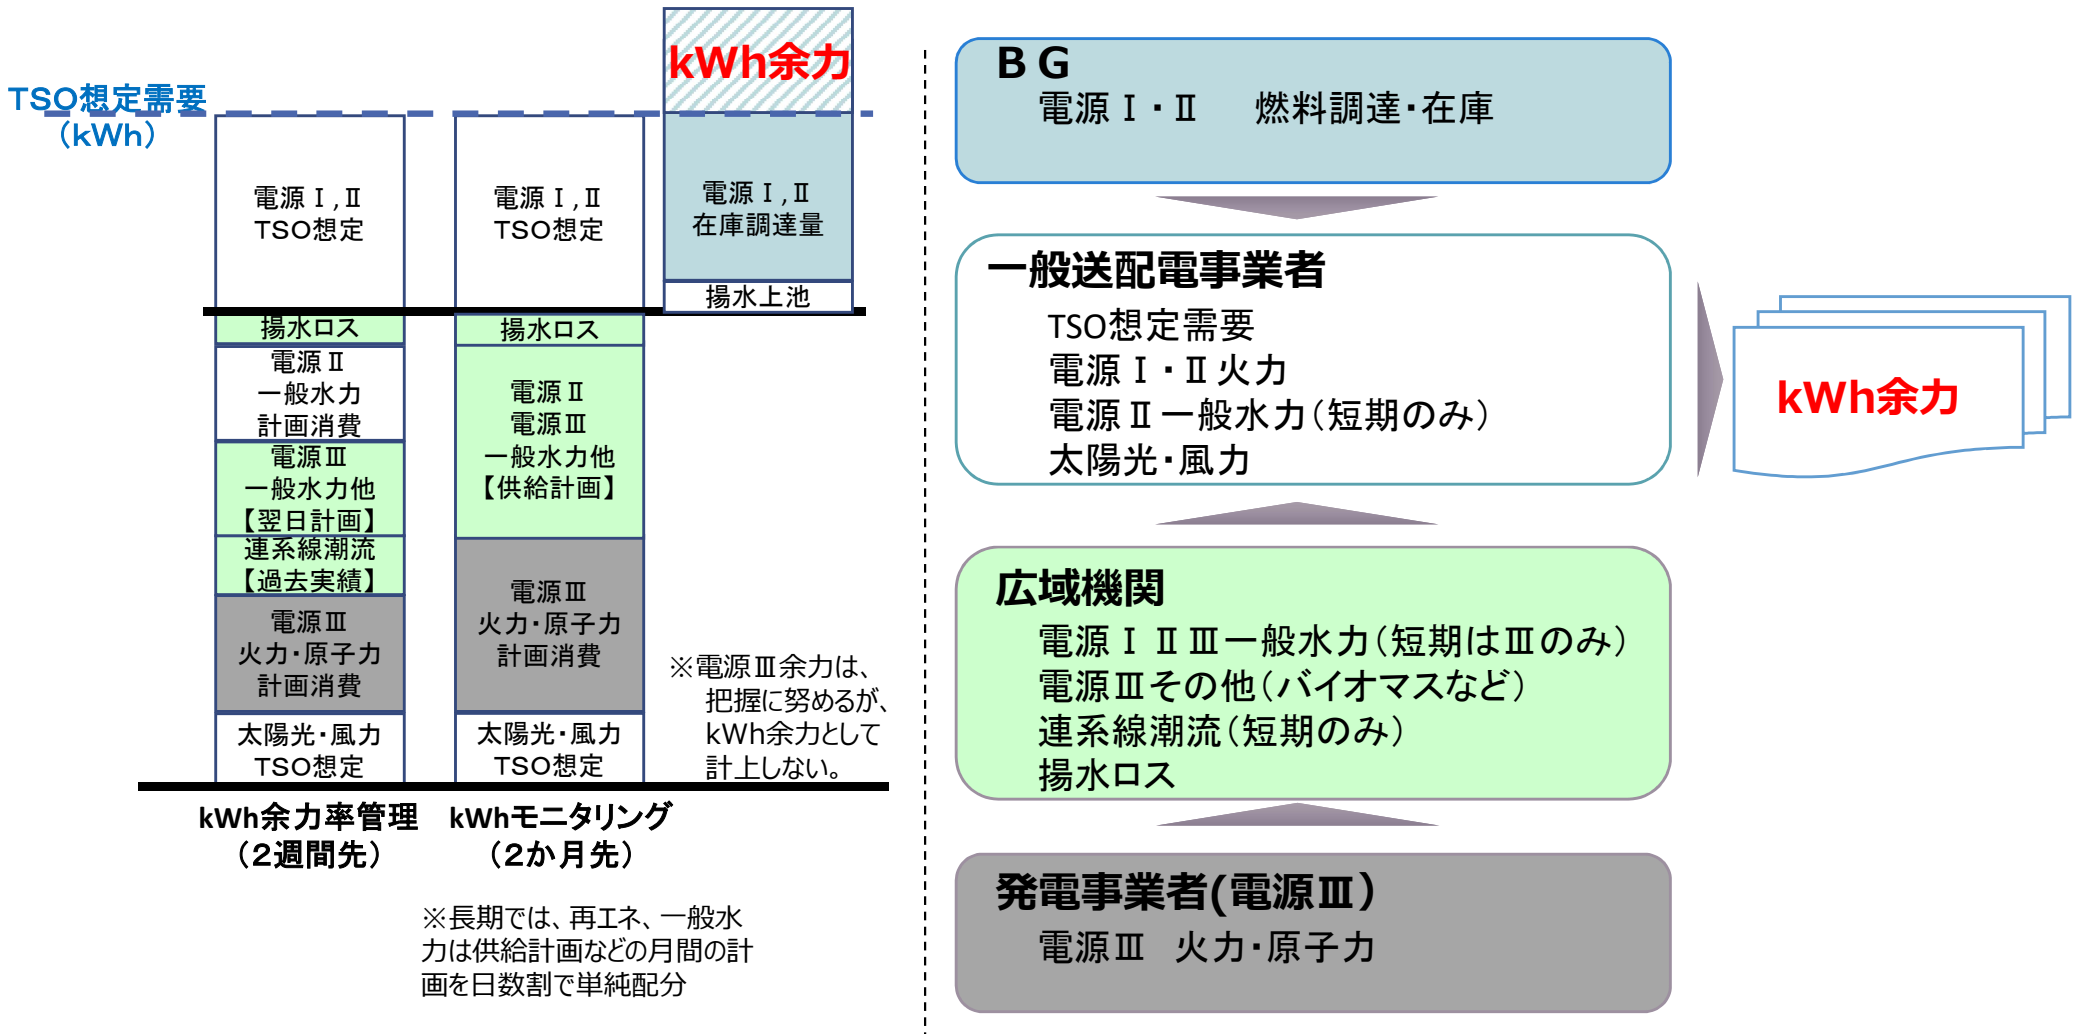 TSO想定需要
（kWh）
電源Ⅰ,Ⅱ
TSO想定
揚水ロス
電源Ⅱ
一般水力
計画消費
電源Ⅲ
一般水力他
【翌日計画】
連系線潮流
【過去実績】
電源Ⅲ
火力・原子力
計画消費
太陽光・風力
TSO想定
kWh余力率管理
（２週間先）
電源Ⅰ,Ⅱ
TSO想定
揚水ロス
電源Ⅱ
電源Ⅲ
一般水力他
【供給計画】
電源Ⅲ
火力・原子力
計画消費
太陽光・風力
TSO想定
kWhモニタリング
（２か月先）
kWh余力
電源Ⅰ,Ⅱ
在庫調達量
揚水上池
※電源Ⅲ余力は、
把握に努めるが、
kWh余力として
計上しない。
※長期では、再エネ、一般水
力は供給計画などの月間の計
画を日数割で単純配分
ＢＧ
電源Ⅰ・Ⅱ　燃料調達・在庫
一般送配電事業者
TSO想定需要
電源Ⅰ・Ⅱ火力
電源Ⅱ一般水力（短期のみ）
太陽光・風力
広域機関
電源ⅠⅡⅢ一般水力（短期はⅢのみ）
電源Ⅲその他（バイオマスなど）
連系線潮流（短期のみ）
揚水ロス
発電事業者(電源Ⅲ）
電源Ⅲ　火力・原子力
kWh余力